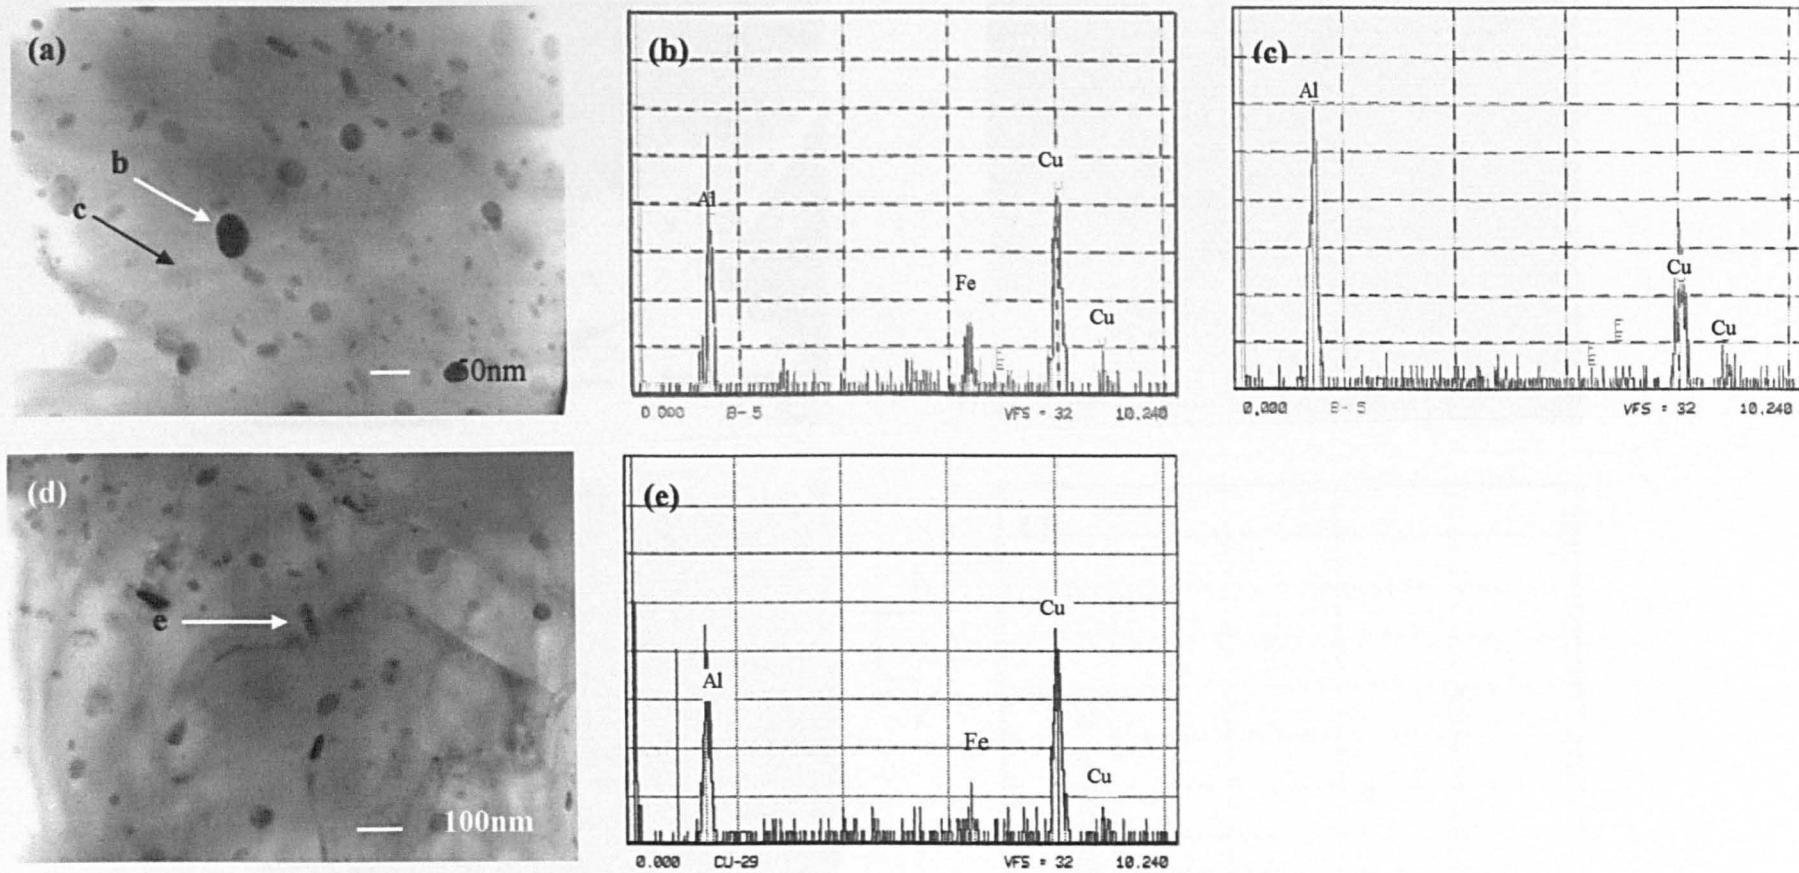 (a)
b
c
50nm
(b)
Al
Fe
Cu
Cu
0.000 B-5 VFS = 32 10.240
(c)
Al
Cu
Cu
0.000 B-5 VFS = 32 10.240
(d)
e
100nm
(e)
Al
Fe
Cu
Cu
0.000 CU-29 VFS = 32 10.240